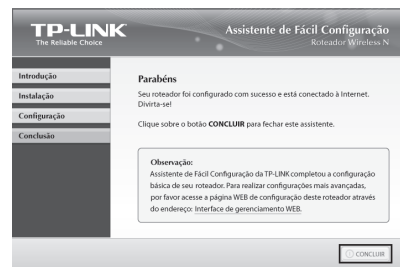 TP-LINK
The Reliable Choice
Assistente de Fácil Configuração
Roteador Wireless N
Introdução
Instalação
Configuração
Conclusão
Parabéns
Seu roteador foi configurado com sucesso e está conectado à Internet.
Divirta-se!
Clique sobre o botão CONCLUIR para fechar este assistente.
Observação:
Assistente de Fácil Configuração da TP-LINK completou a configuração
básica de seu roteador. Para realizar configurações mais avançadas,
por favor acesse a página WEB de configuração deste roteador através
do endereço: Interface de gerenciamento WEB.
CONCLUIR